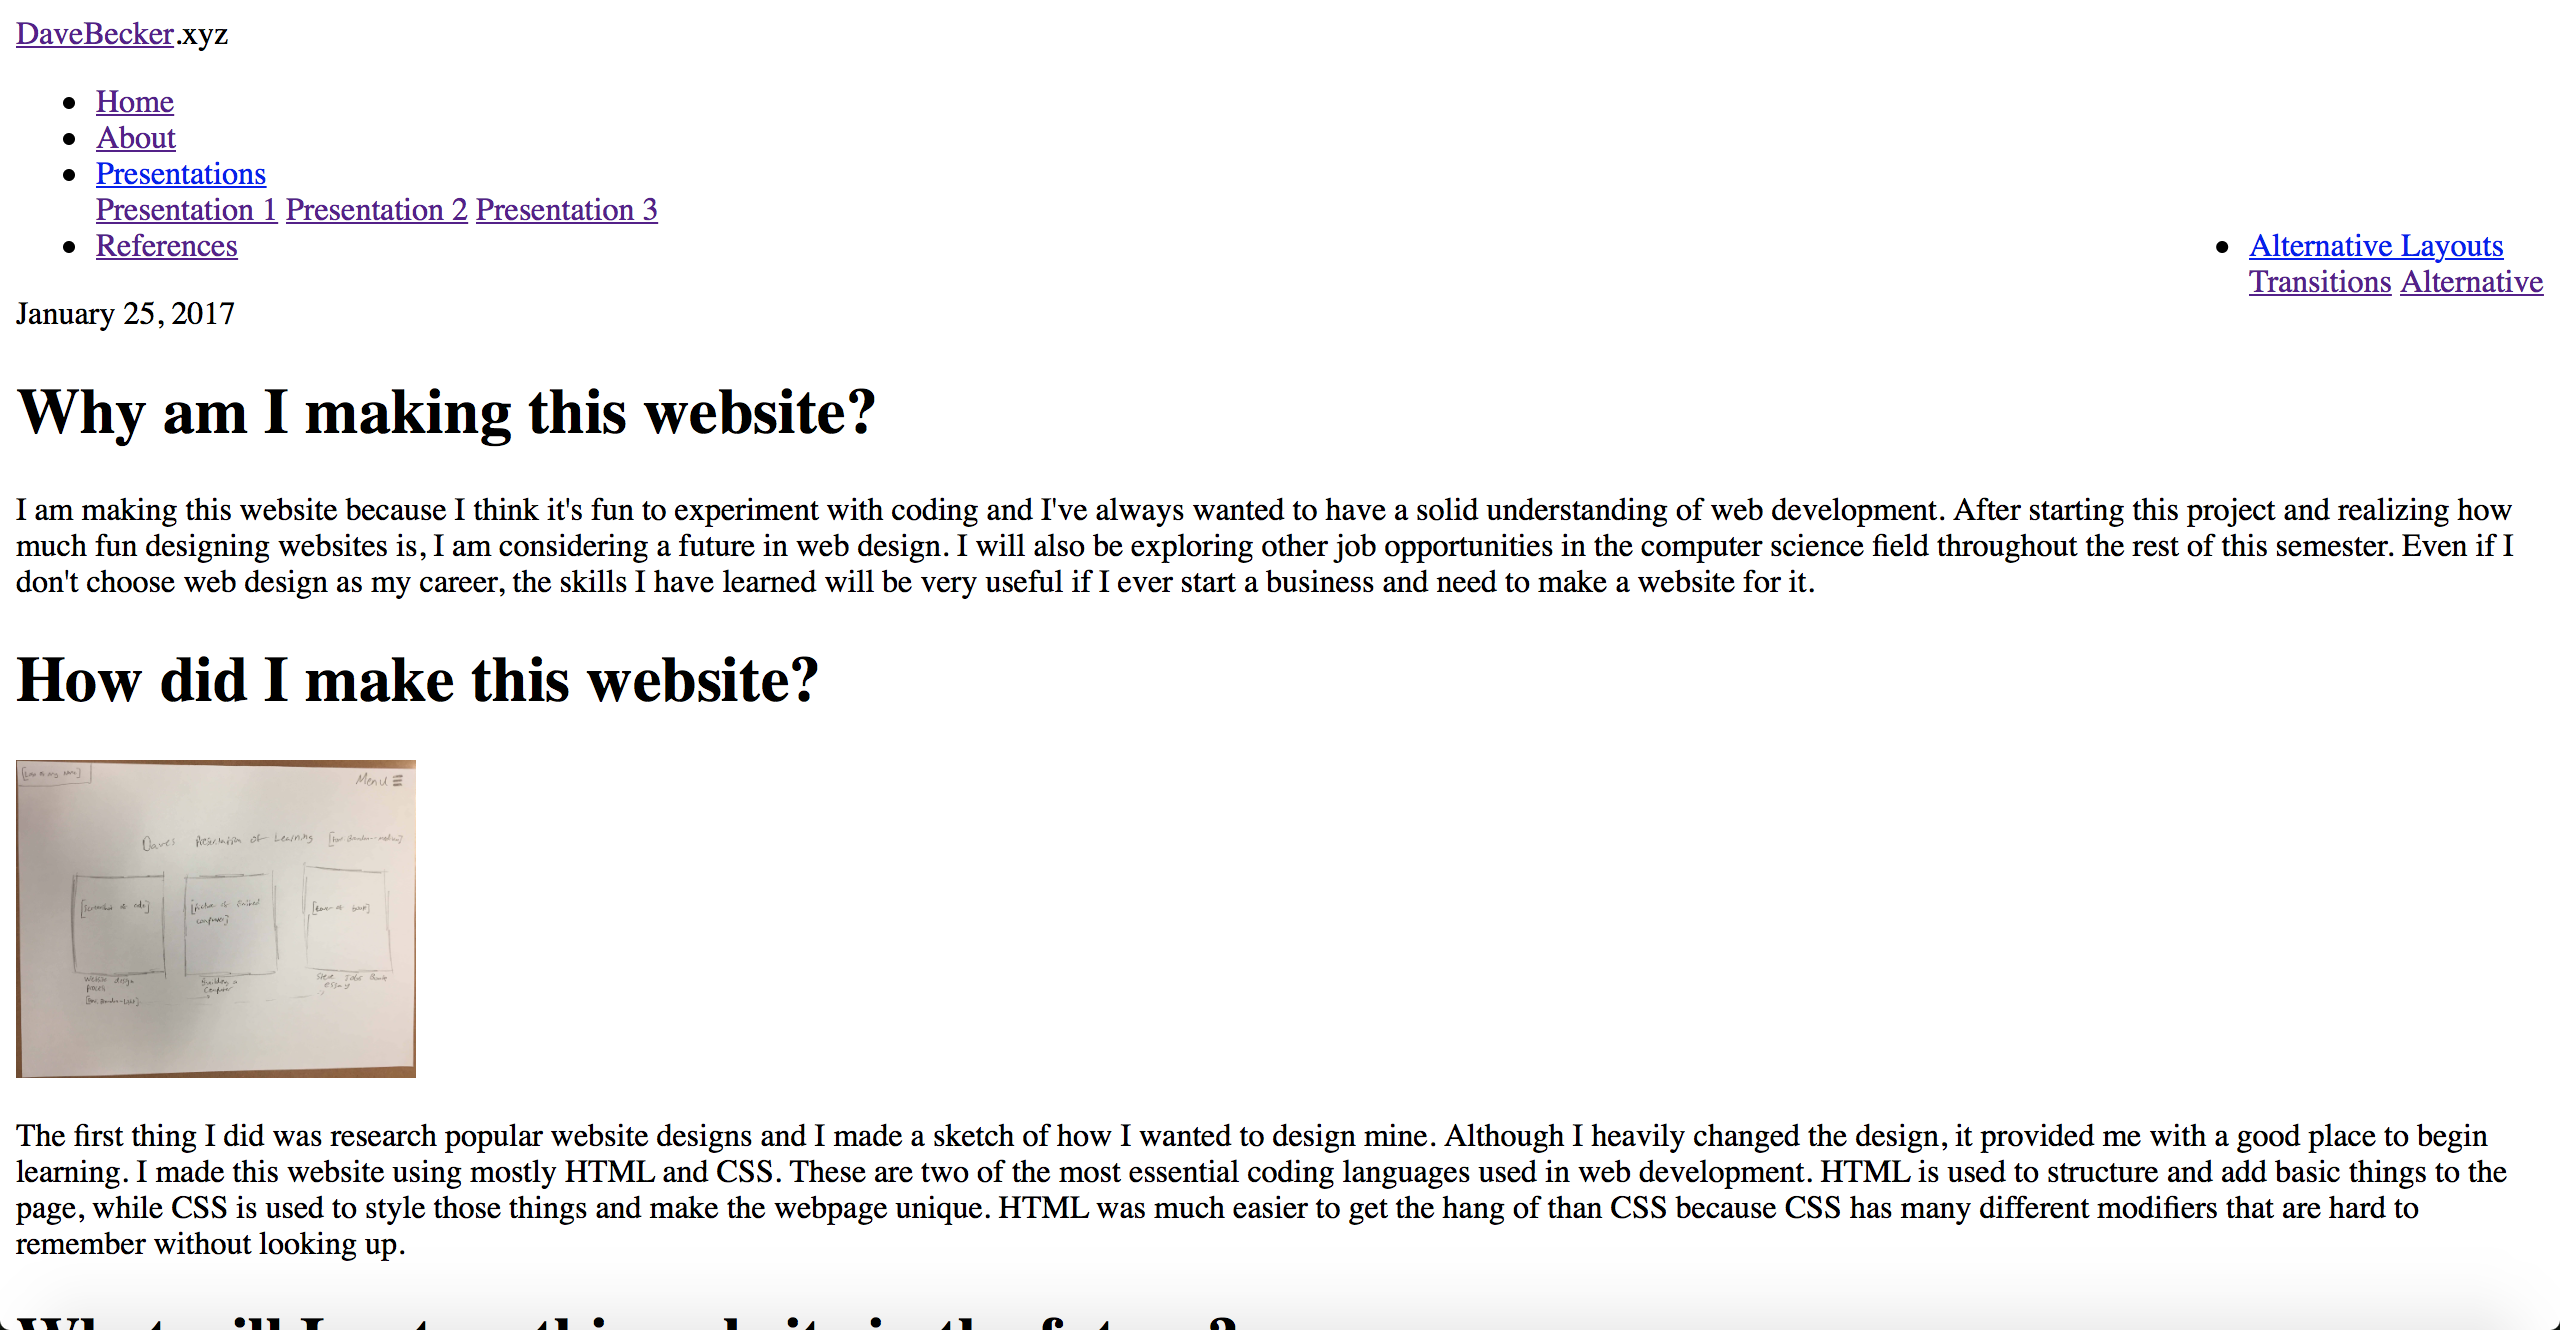 DaveBecker.xyz
Home
About
Presentations
Presentation 1 Presentation 2 Presentation 3
References
Alternative Layouts
Transitions Alternative
January 25, 2017
Why am I making this website?
I am making this website because I think it's fun to experiment with coding and I've always wanted to have a solid understanding of web development. After starting this project and realizing how
much fun designing websites is, I am considering a future in web design. I will also be exploring other job opportunities in the computer science field throughout the rest of this semester. Even if I
don't choose web design as my career, the skills I have learned will be very useful if I ever start a business and need to make a website for it.
How did I make this website?
Menu
Daves Presentation of Learning
The first thing I did was research popular website designs and I made a sketch of how I wanted to design mine. Although I heavily changed the design, it provided me with a good place to begin
learning. I made this website using mostly HTML and CSS. These are two of the most essential coding languages used in web development. HTML is used to structure and add basic things to the
page, while CSS is used to style those things and make the webpage unique. HTML was much easier to get the hang of than CSS because CSS has many different modifiers that are hard to
remember without looking up.